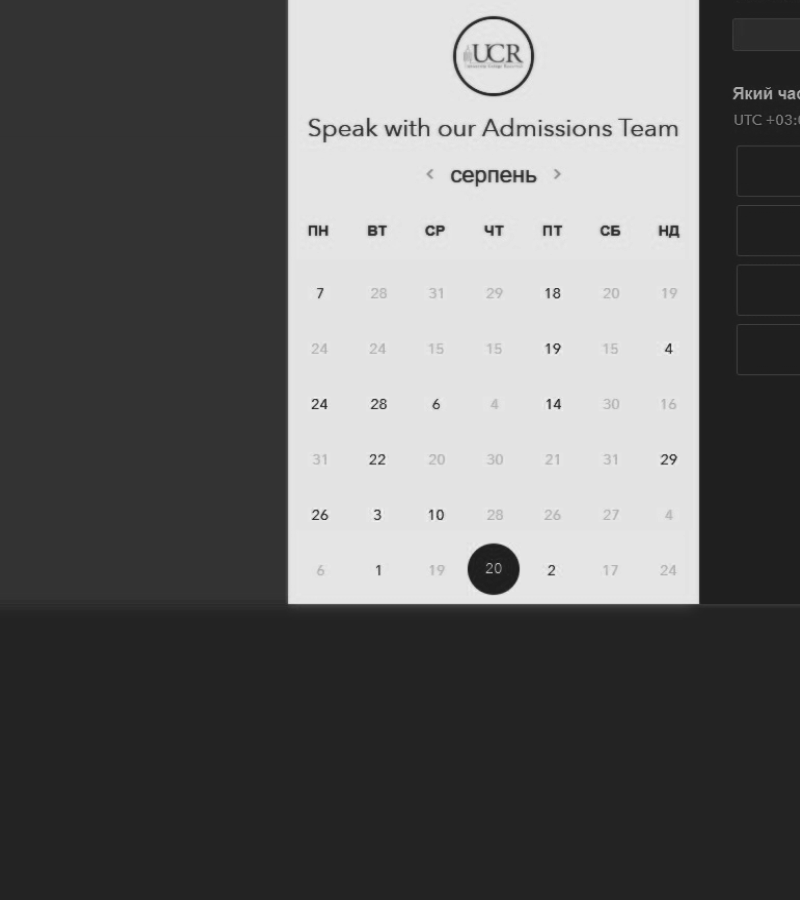 UCR
Speak with our Admissions Team
< серпень >
ПН ВТ СР ЧТ ПТ СБ НД
7 28 31 29 18 20 19
24 24 15 15 19 15 4
24 28 6 4 14 30 16
31 22 20 30 21 31 29
26 3 10 28 26 27 4
6 1 19 20 2 17 24
Який час
UTC +03:0